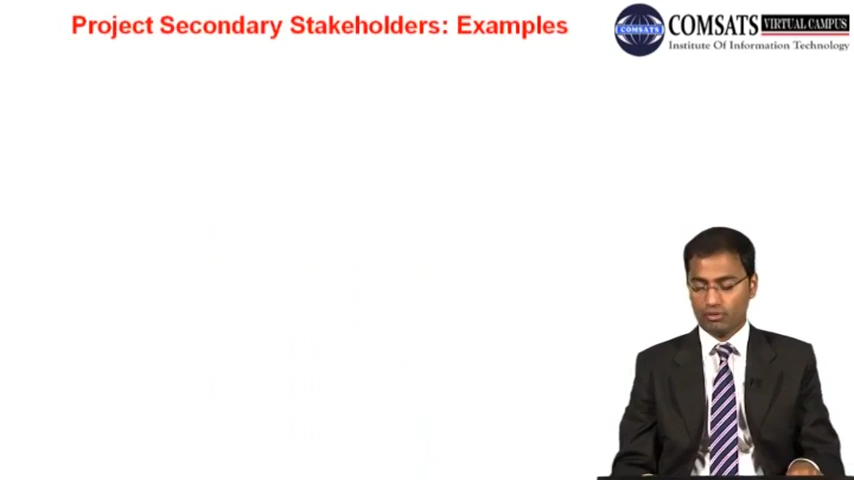 Project Secondary Stakeholders: Examples
COMSATS
COMSATS VIRTUAL CAMPUS
Institute Of Information Technology